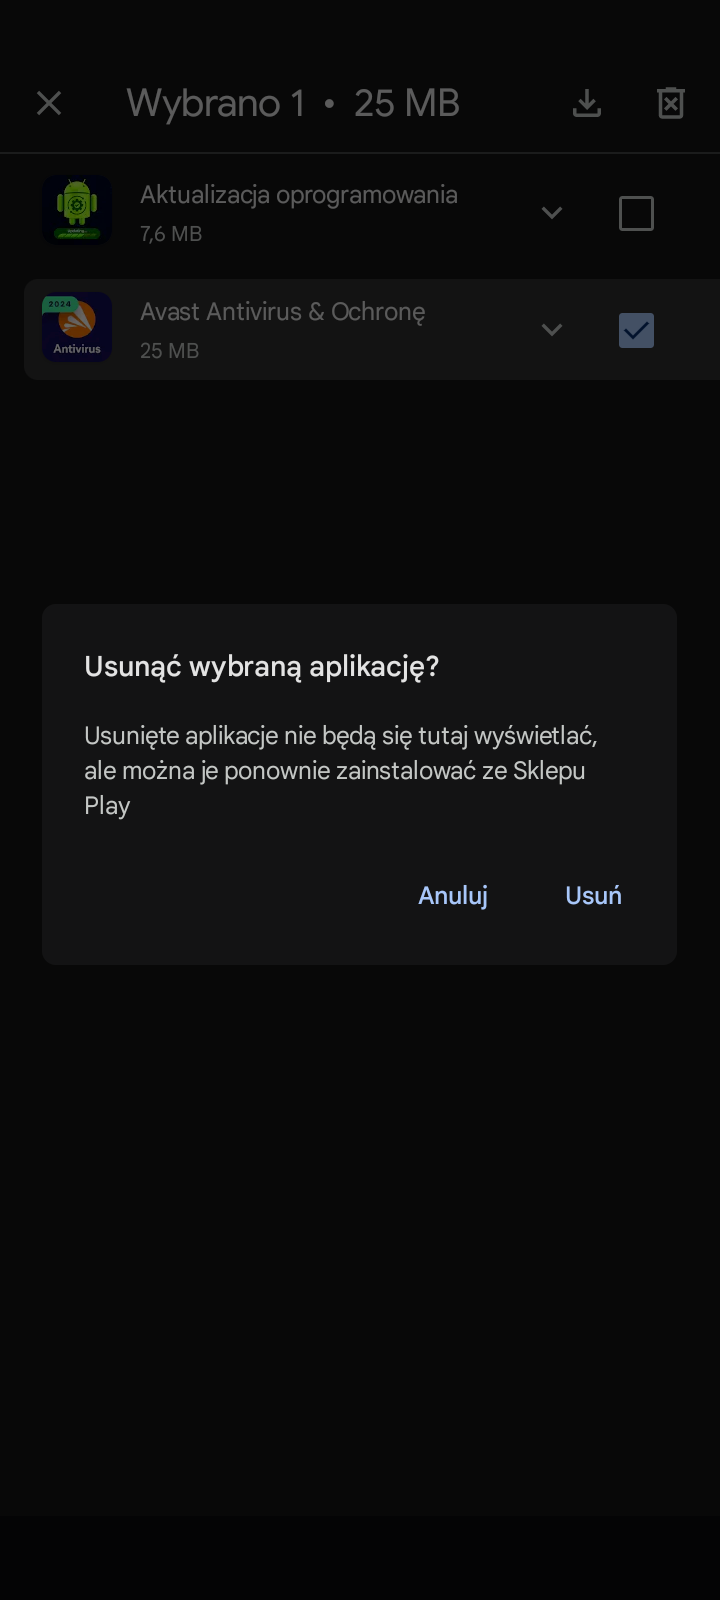 Wybrano 1 • 25 MB
Aktualizacja oprogramowania
7,6 MB
2024
Antivirus
Avast Antivirus & Ochronę
25 MB
Usunąć wybraną aplikację?
Usunięte aplikacje nie będą się tutaj wyświetlać,
ale można je ponownie zainstalować ze Sklepu
Play
Anuluj
Usuń